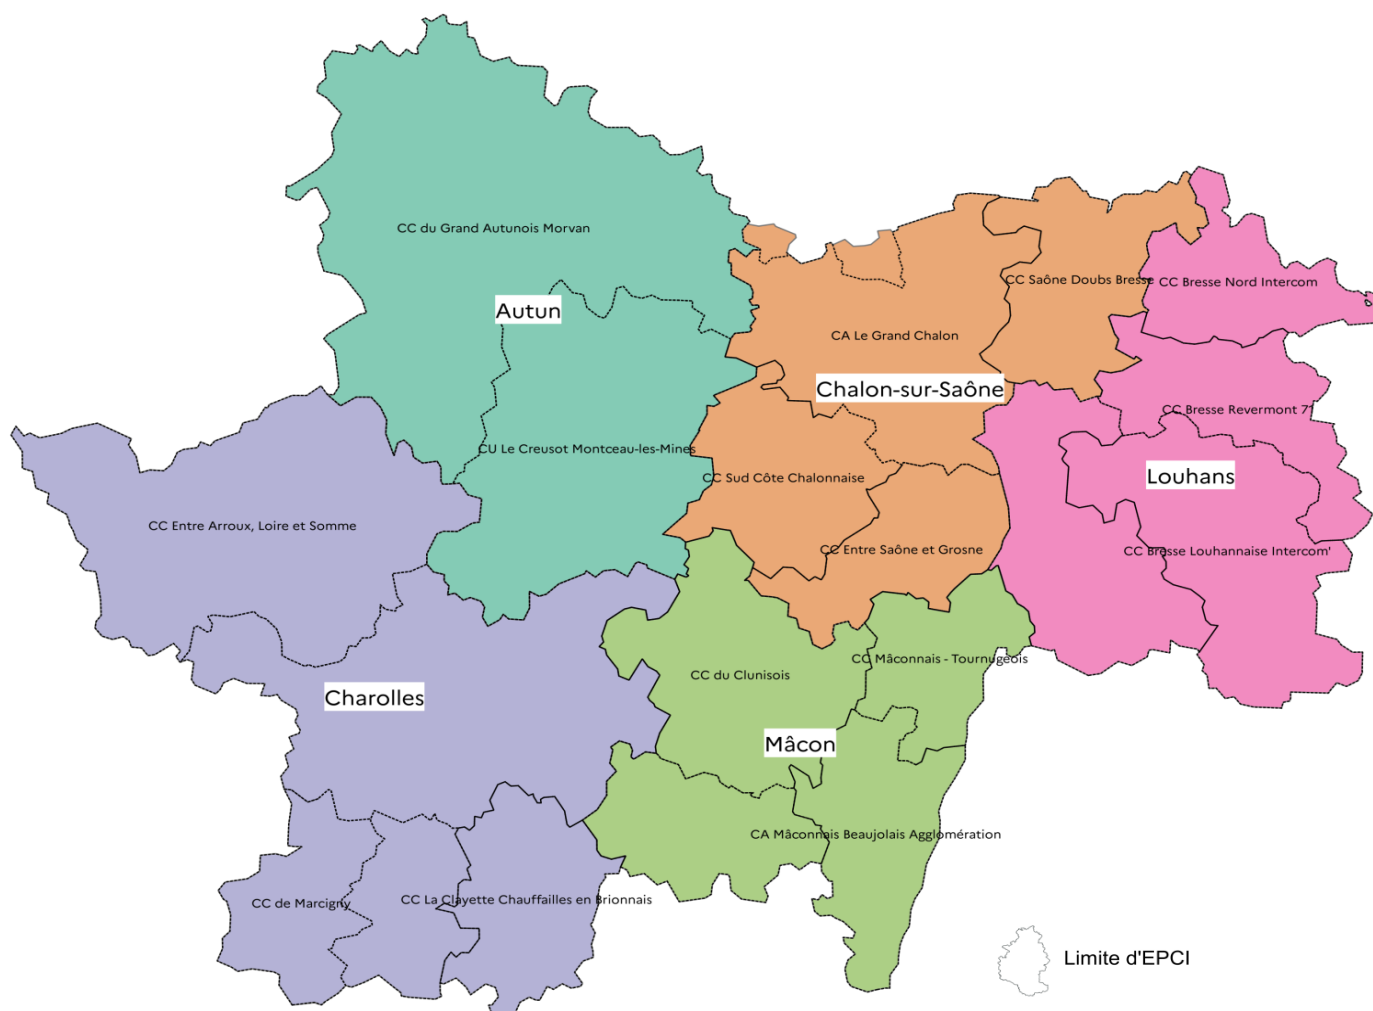 CC du Grand Autunois Morvan
CC Saône Doubs Bresse
CC Bresse Nord Intercom
Autun
CA Le Grand Chalon
Chalon-sur-Saône
CC Bresse Revermont 71
CU Le Creusot Montceau-les-Mines
CC Sud Côte Chalonnaise
Louhans
CC Entre Arroux, Loire et Somme
CC Entre Saône et Grosne
CC Bresse Louhannaise Intercom'
CC du Clunisois
CC Mâconnais - Tournugeois
Charolles
Mâcon
CA Mâconnais Beaujolais Agglomération
CC de Marcigny
CC La Clayette Chauffailles en Brionnais
Limite d'EPCI